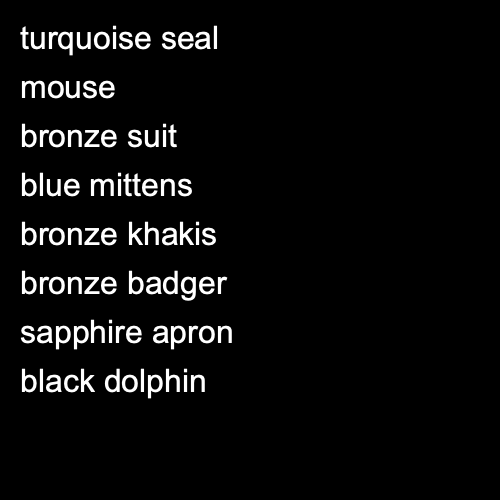 turquoise seal
mouse
bronze suit
blue mittens
bronze khakis
bronze badger
sapphire apron
black dolphin